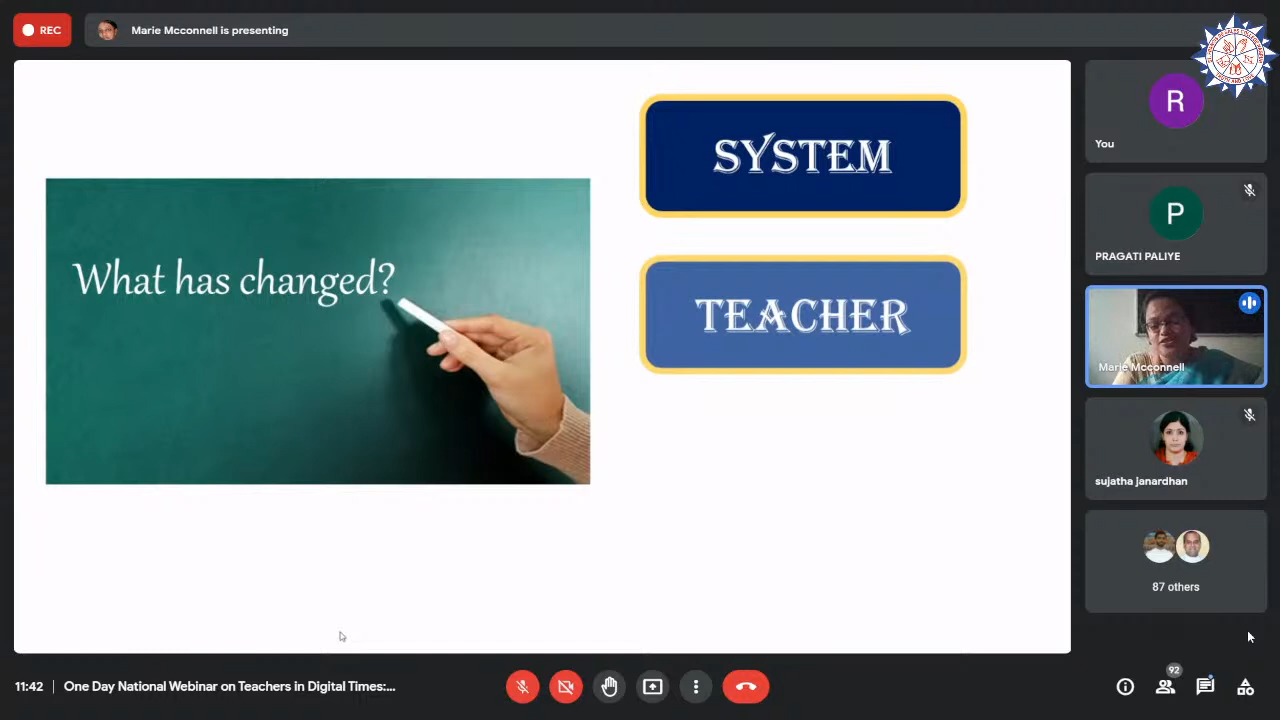 REC
Marie Mcconnell is presenting
SYSTEM
What has changed?
TEACHER
R
You
P
PRAGATI PALIYE
Marie Mcconnell
sujatha janardhan
87 others
11:42 | One Day National Webinar on Teachers in Digital Times:...
92